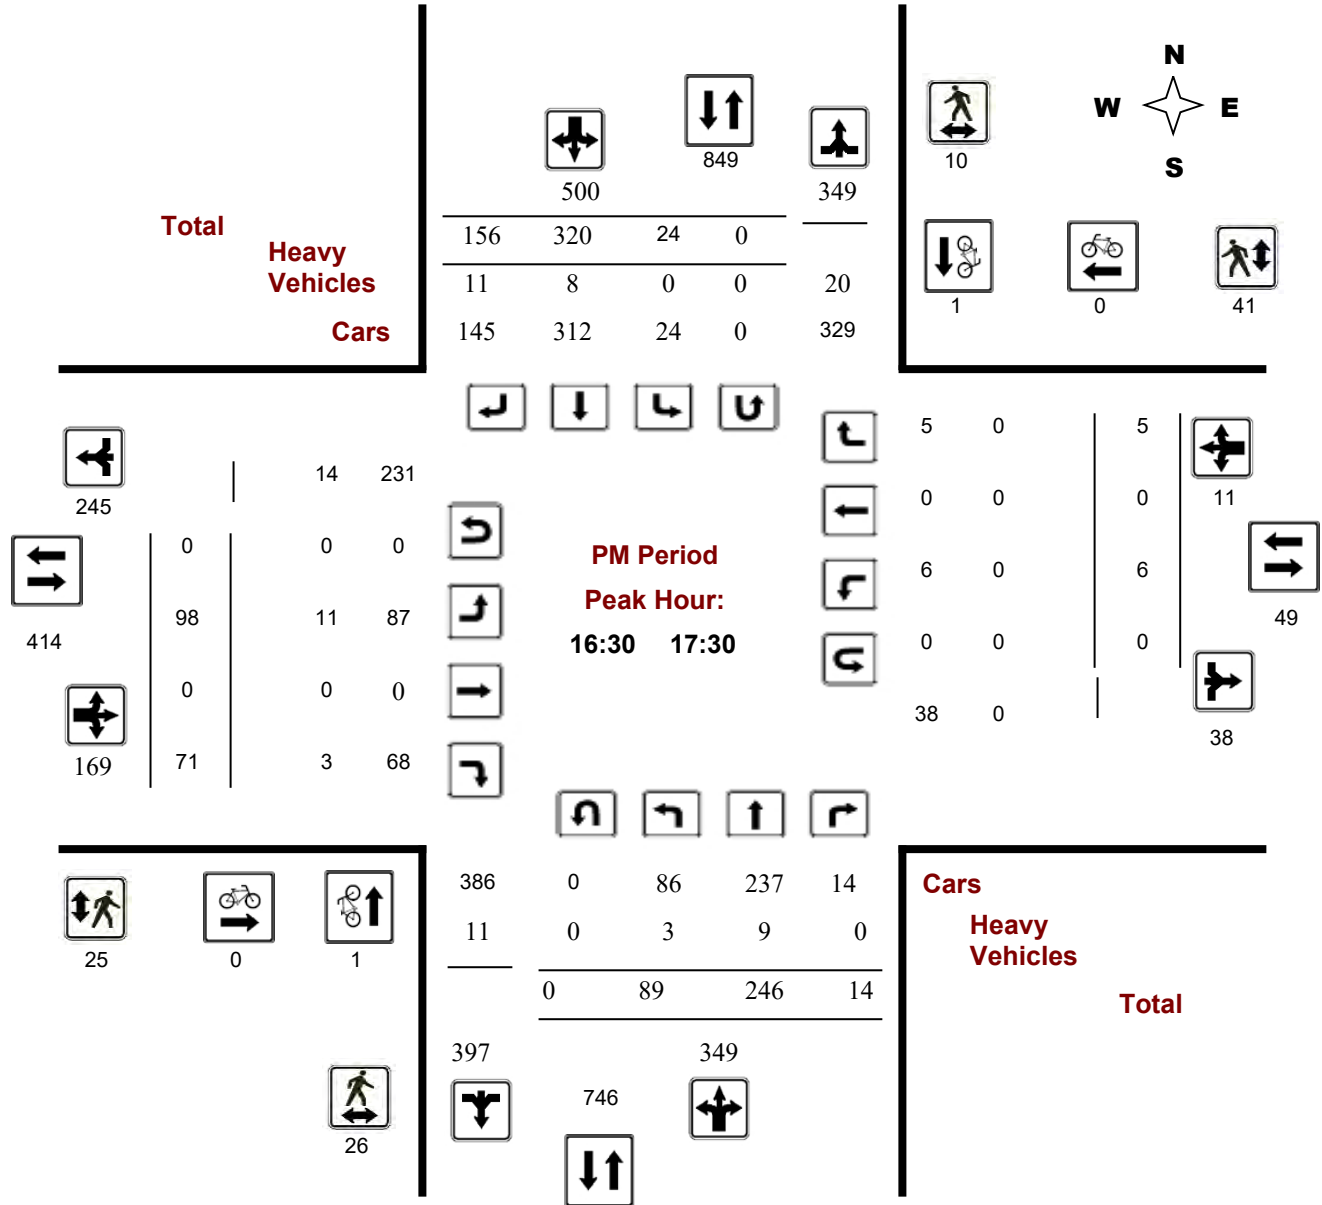 N
W E
S
849
10
500 349
Total
156 320 24 0
Heavy
Vehicles
11 8 0 0 20
1 0 41
Cars
145 312 24 0 329
5 0 5
14 231
245
11
0 0 0
0 0 0
PM Period
6 0 6
Peak Hour:
98 11 87
49
414
16:30 17:30
0 0 0
0 0 0
38 0
38
169
71 3 68
386 0 86 237 14
Cars
11 0 3 9 0
Heavy
Vehicles
25 0 1
0 89 246 14
Total
397 349
746
26